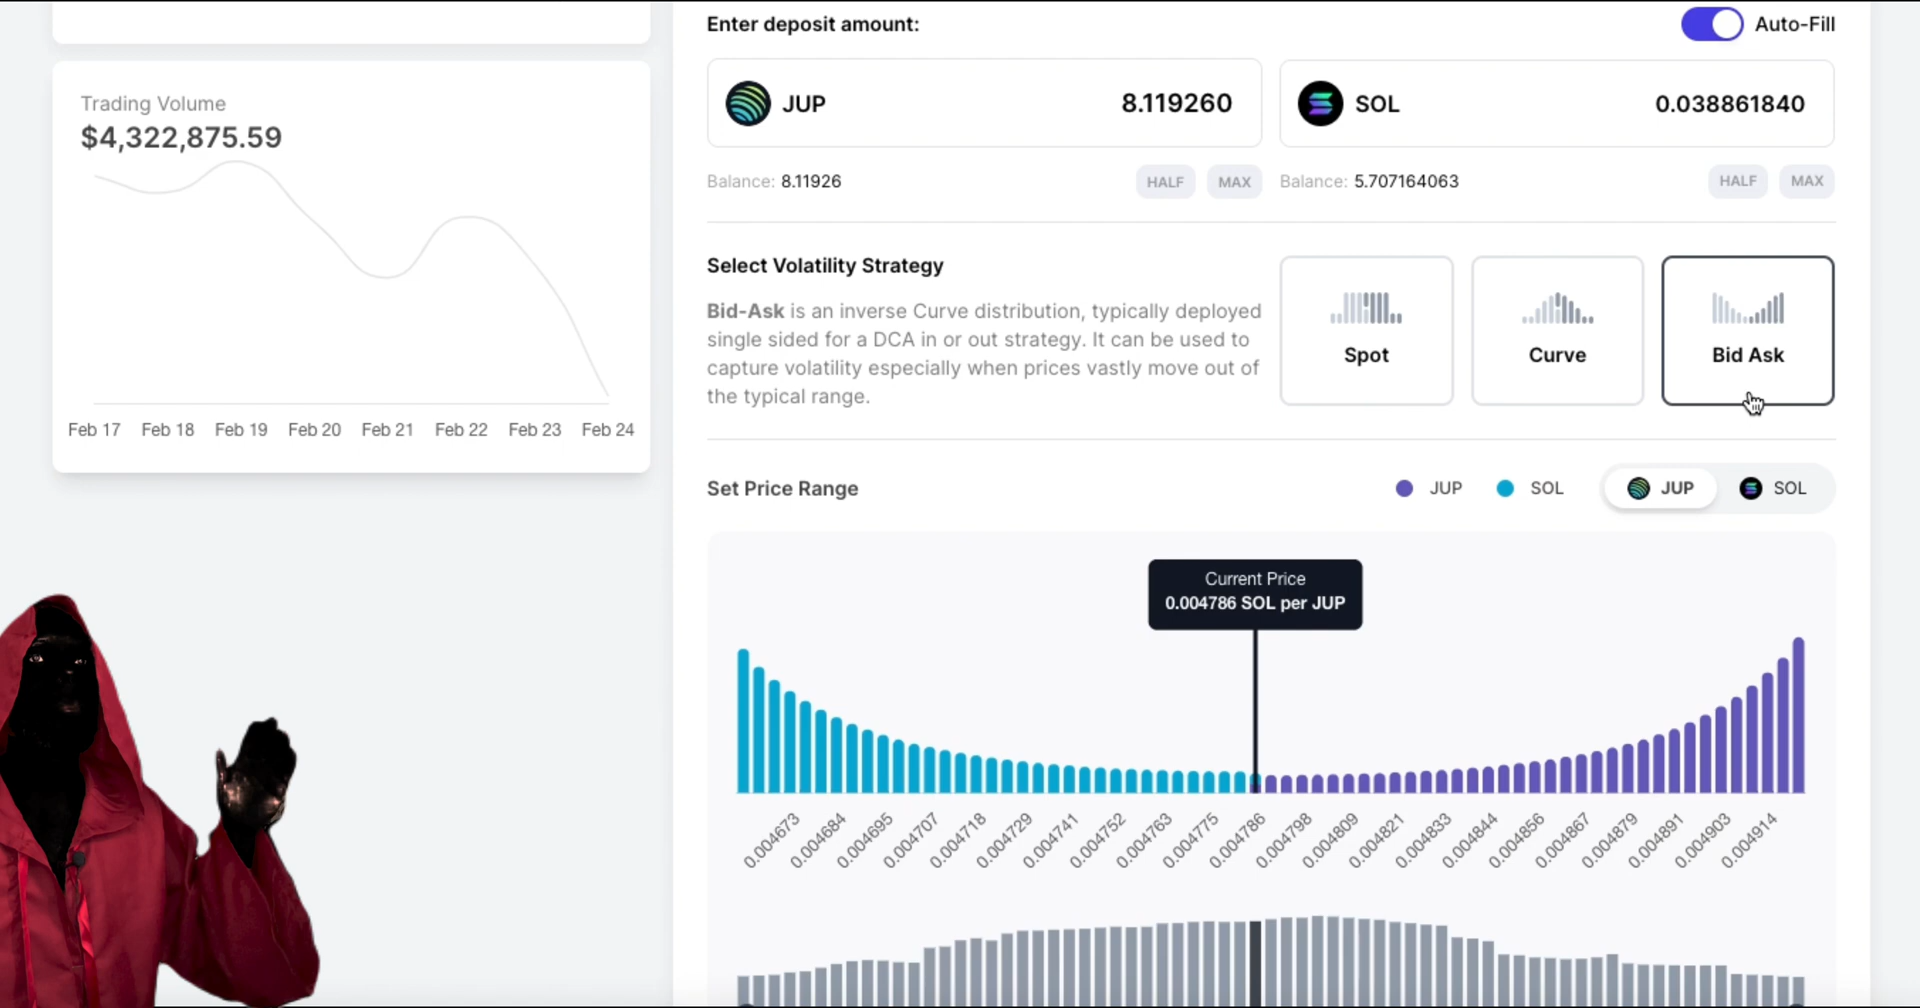 Enter deposit amount:
Auto-Fill
Trading Volume
$4,322,875.59
Feb 17 Feb 18 Feb 19 Feb 20 Feb 21 Feb 22 Feb 23 Feb 24
JUP 8.119260
SOL 0.038861840
Balance: 8.11926 HALF MAX
Balance: 5.707164063 HALF MAX
Select Volatility Strategy
Bid-Ask is an inverse Curve distribution, typically deployed
single sided for a DCA in or out strategy. It can be used to
capture volatility especially when prices vastly move out of
the typical range.
Spot
Curve
Bid Ask
Set Price Range
JUP SOL
JUP SOL
Current Price
0.004786 SOL per JUP
0.004673 0.004684 0.004695 0.004707 0.004718 0.004729 0.004741 0.004752 0.004763 0.004775 0.004786 0.004798 0.004809 0.004821 0.004833 0.004844 0.004856 0.004867 0.004879 0.004891 0.004903 0.004914